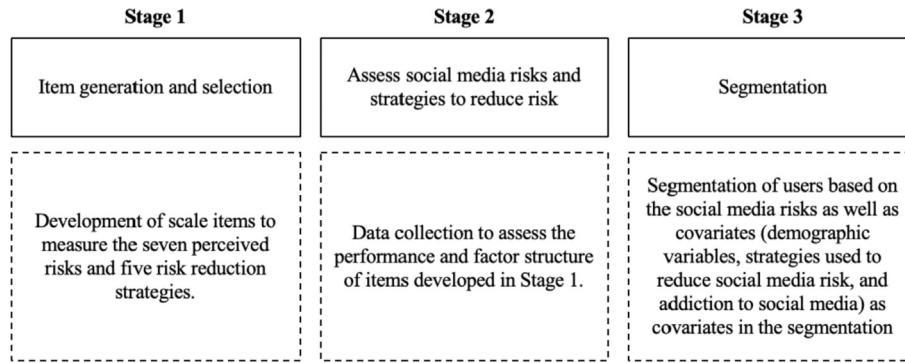 Stage 1
Stage 2
Stage 3
Item generation and selection
Assess social media risks and
strategies to reduce risk
Segmentation
Development of scale items to
measure the seven perceived
risks and five risk reduction
strategies.
Data collection to assess the
performance and factor structure
of items developed in Stage 1.
Segmentation of users based on
the social media risks as well as
covariates (demographic
variables, strategies used to
reduce social media risk, and
addiction to social media) as
covariates in the segmentation